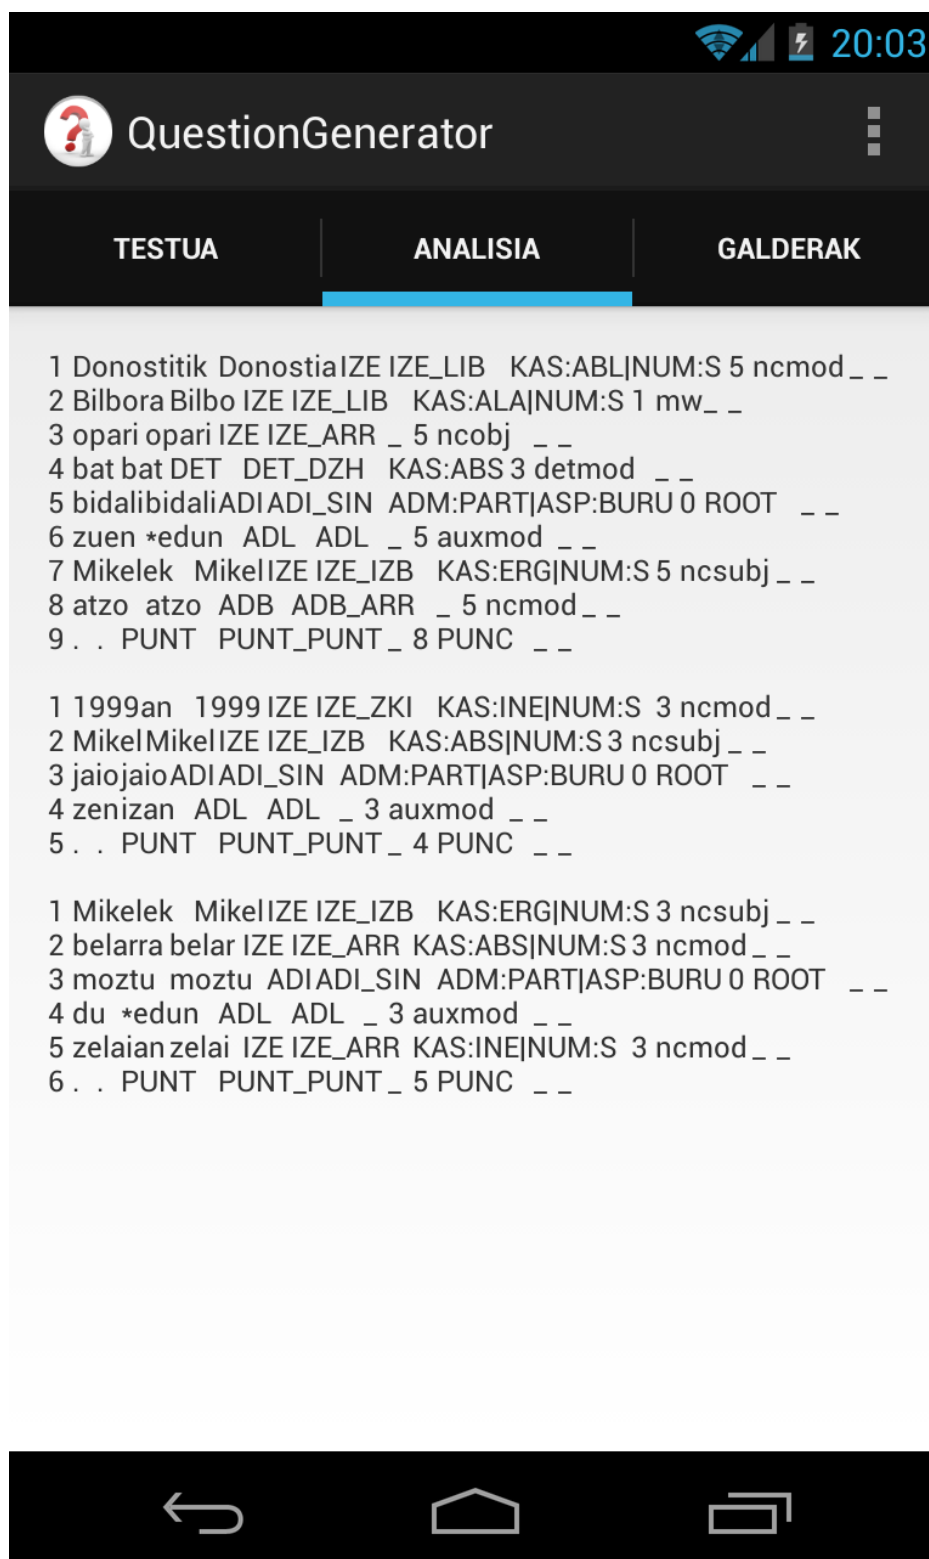 20:03
QuestionGenerator
TESTUA ANALISIA GALDERAK
1 Donostitik Donostia IZE IZE_LIB KAS:ABL|NUM:S 5 ncmod _ _
2 Bilbora Bilbo IZE IZE_LIB KAS:ALA|NUM:S 1 mw _ _
3 opari opari IZE IZE_ARR _ 5 ncobj _ _
4 bat bat DET DET_DZH KAS:ABS 3 detmod _ _
5 bidali bidali ADI ADI_SIN ADM:PART|ASP:BURU 0 ROOT _ _
6 zuen *edun ADL ADL _ 5 auxmod _ _
7 Mikelek Mikel IZE IZE_IZB KAS:ERG|NUM:S 5 ncsubj _ _
8 atzo atzo ADB ADB_ARR _ 5 ncmod _ _
9 . . PUNT PUNT_PUNT _ 8 PUNC _ _
1 1999an 1999 IZE IZE_ZKI KAS:INE|NUM:S 3 ncmod _ _
2 Mikel Mikel IZE IZE_IZB KAS:ABS|NUM:S 3 ncsubj _ _
3 jaio jaio ADI ADI_SIN ADM:PART|ASP:BURU 0 ROOT _ _
4 zen izan ADL ADL _ 3 auxmod _ _
5 . . PUNT PUNT_PUNT _ 4 PUNC _ _
1 Mikelek Mikel IZE IZE_IZB KAS:ERG|NUM:S 3 ncsubj _ _
2 belarra belar IZE IZE_ARR KAS:ABS|NUM:S 3 ncmod _ _
3 moztu moztu ADI ADI_SIN ADM:PART|ASP:BURU 0 ROOT _ _
4 du *edun ADL ADL _ 3 auxmod _ _
5 zelaian zelai IZE IZE_ARR KAS:INE|NUM:S 3 ncmod _ _
6 . . PUNT PUNT_PUNT _ 5 PUNC _ _